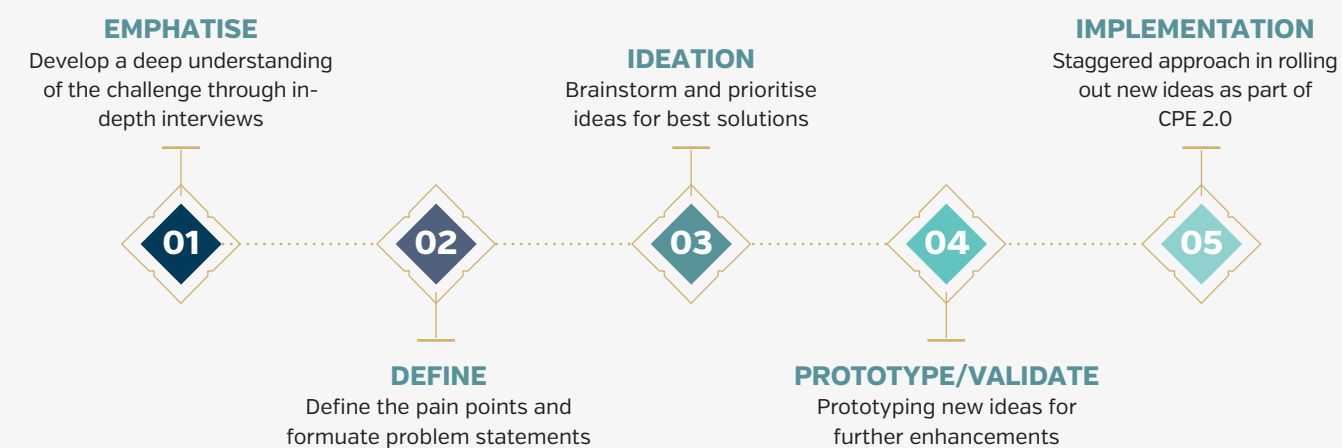 EMPHATISE
Develop a deep understanding
of the challenge through in-
depth interviews
01
02
DEFINE
Define the pain points and
formuate problem statements
IDEATION
Brainstorm and prioritise
ideas for best solutions
03
04
PROTOTYPE/VALIDATE
Prototyping new ideas for
further enhancements
IMPLEMENTATION
Staggered approach in rolling
out new ideas as part of
CPE 2.0
05